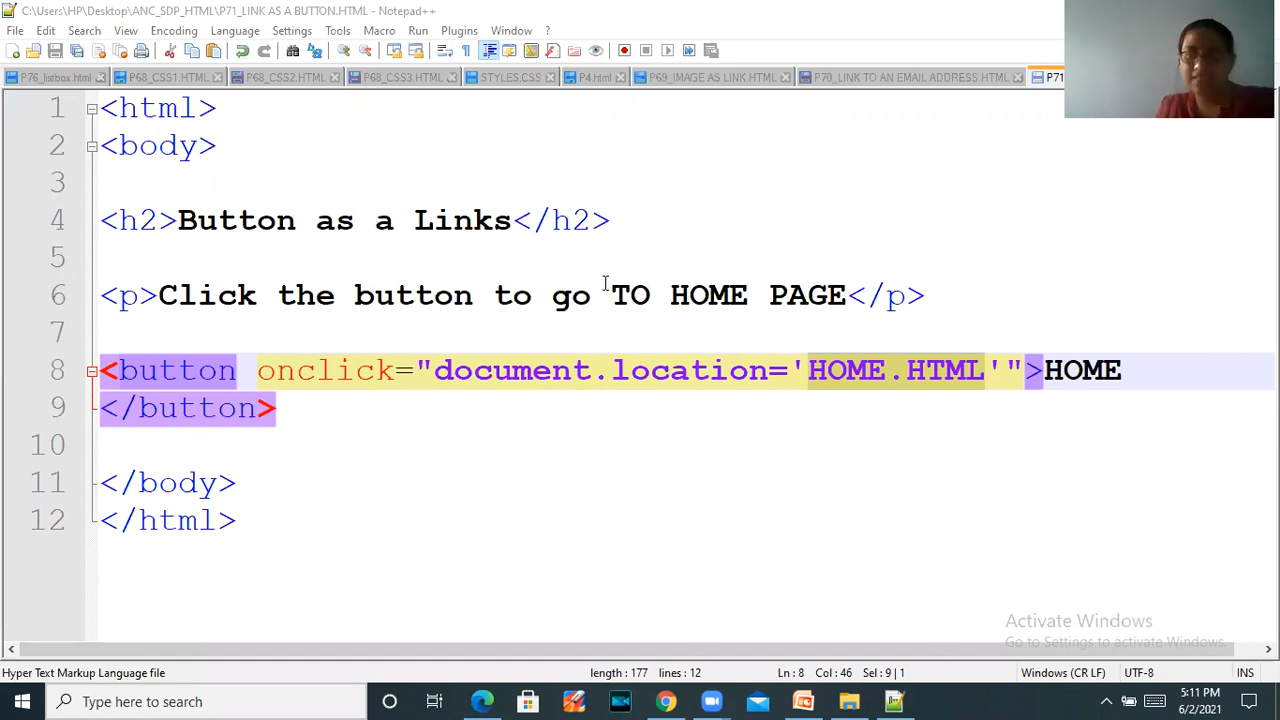 C:\Users\HP\Desktop\ANC_SDP_HTML\P71_LINK AS A BUTTON.HTML - Notepad++
File Edit Search View Encoding Language Settings Tools Macro Run Plugins Window ?
P76_listbox.html P68_CSS1.HTML P68_CSS2.HTML P68_CSS3.HTML STYLES.CSS P4.html P69_IMAGE AS LINK.HTML P70_LINK TO AN EMAIL ADDRESS.HTML P71
1 <html>
2 <body>
3
4 <h2>Button as a Links</h2>
5
6 <p>Click the button to go TO HOME PAGE</p>
7
8 <button onclick="document.location='HOME.HTML'">HOME
9 </button>
10
11 </body>
12 </html>
Activate Windows
Go to Settings to activate Windows.
Hyper Text Markup Language file length : 177 lines : 12 Ln : 8 Col : 46 Sel : 9 | 1 Windows (CR LF) UTF-8 INS
Type here to search
5:11 PM
6/2/2021